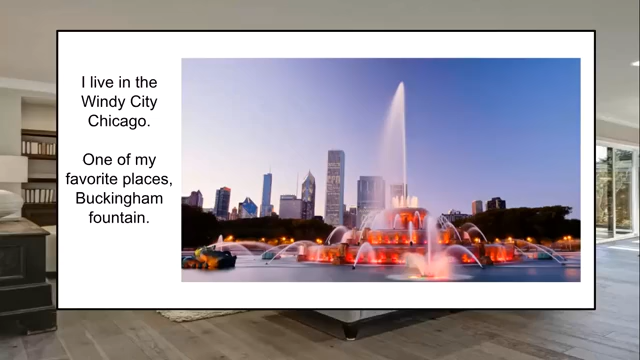 I live in the
Windy City
Chicago.
One of my
favorite places,
Buckingham
fountain.